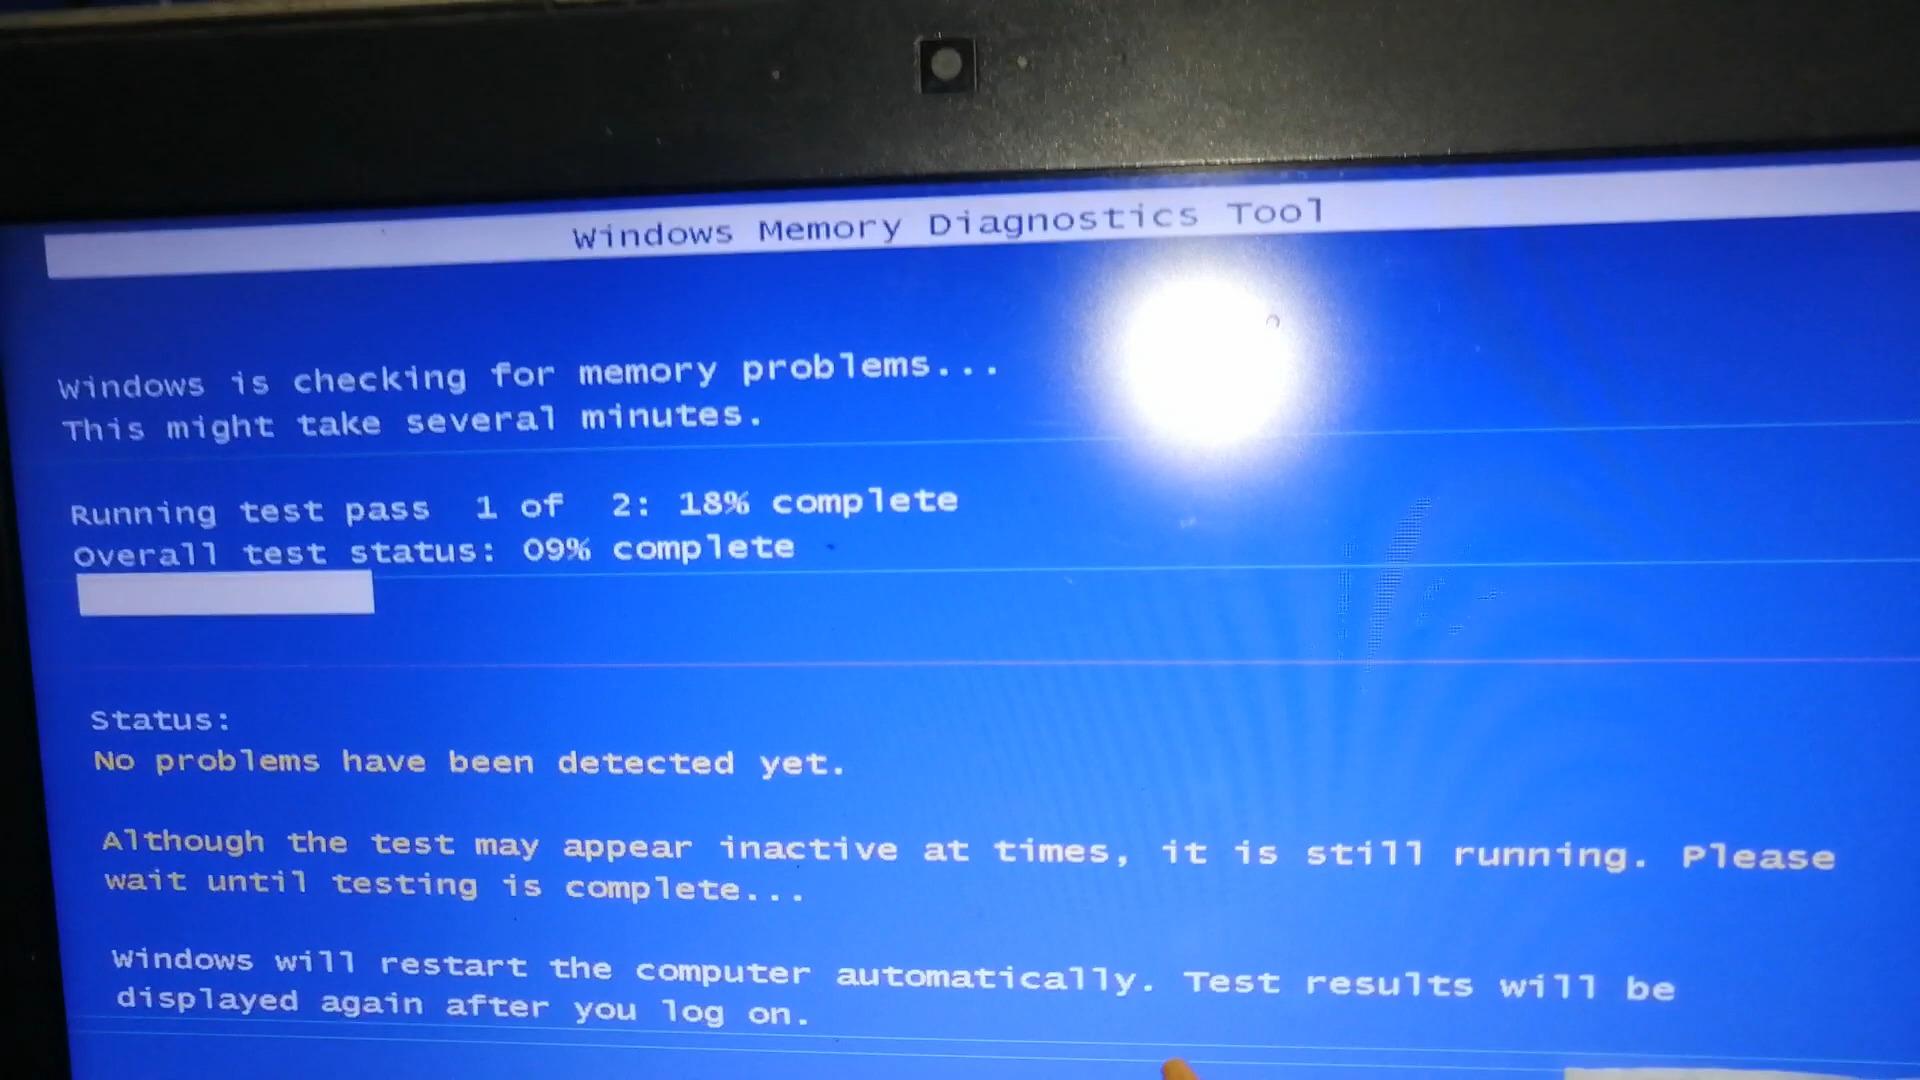 Windows Memory Diagnostics Tool
Windows is checking for memory problems...
This might take several minutes.
Running test pass 1 of 2: 18% complete
Overall test status: 09% complete
Status:
No problems have been detected yet.
Although the test may appear inactive at times, it is still running. Please
wait until testing is complete...
Windows will restart the computer automatically. Test results will be
displayed again after you log on.